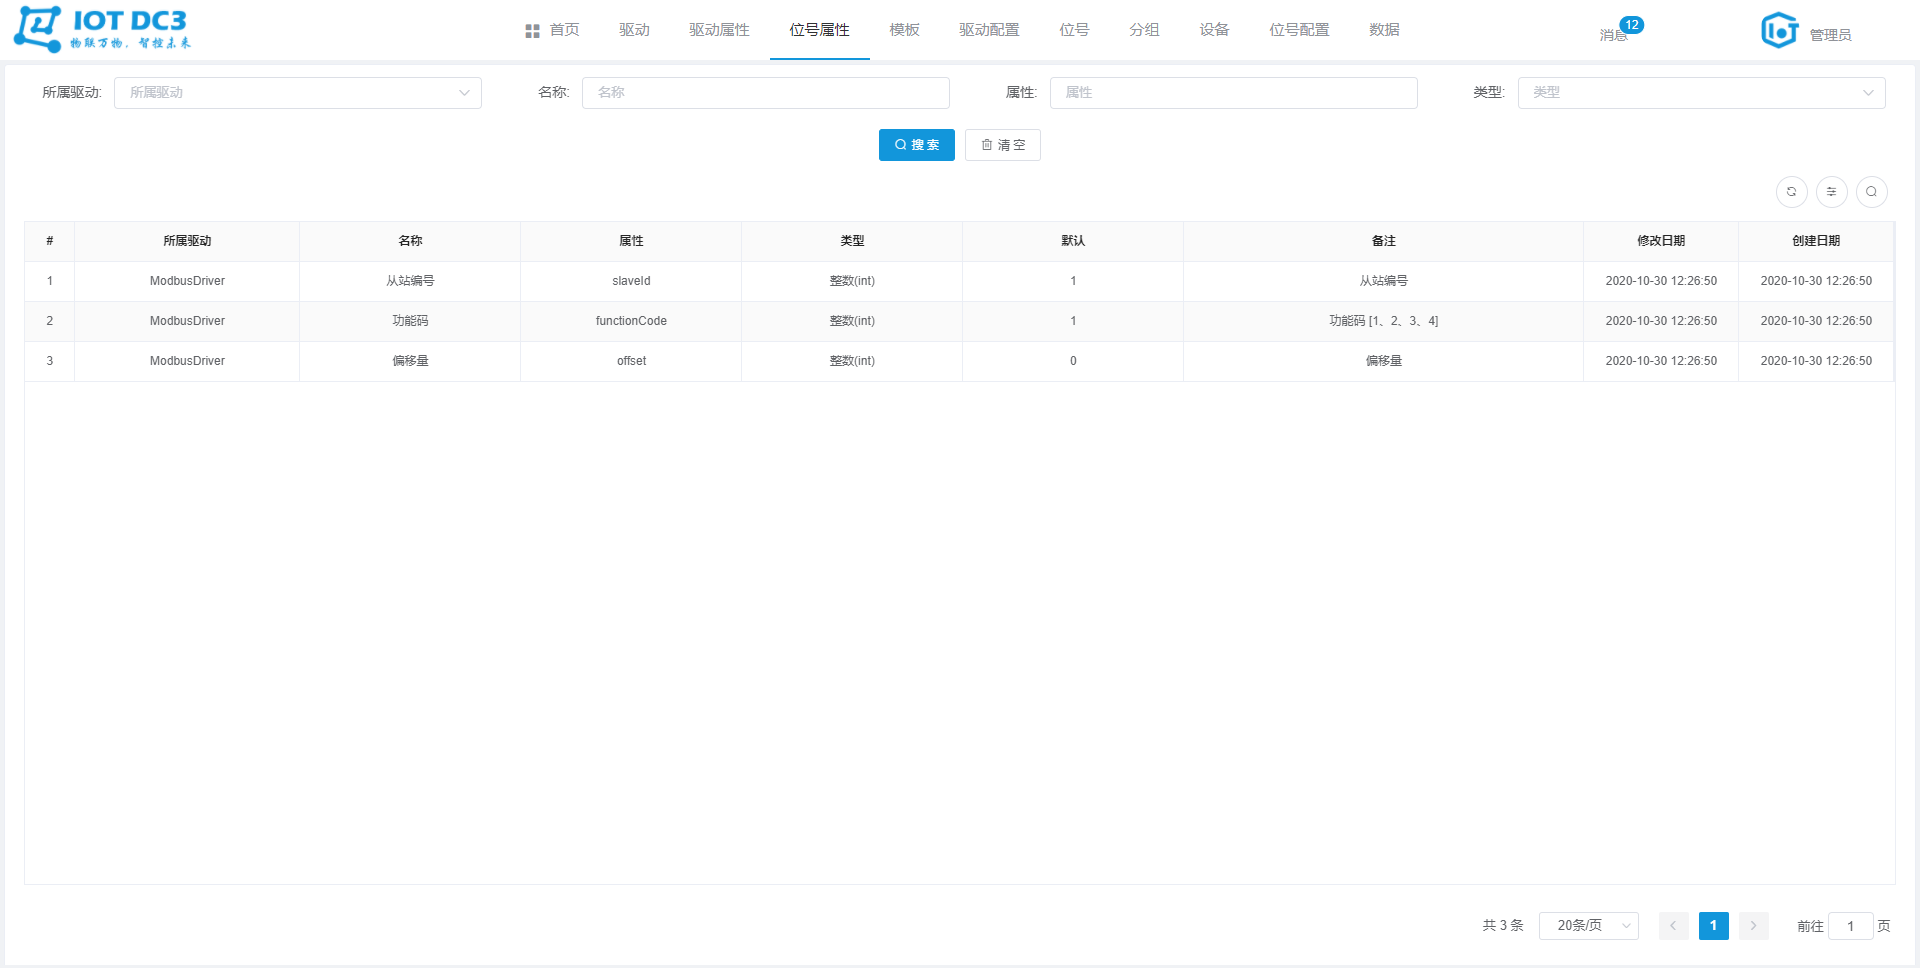 IOT DC3
物联万物，智控未来
首页 驱动 驱动属性 位号属性 模板 驱动配置 位号 分组 设备 位号配置 数据
消息 12
管理员
所属驱动: 所属驱动 名称: 名称 属性: 属性 类型: 类型
搜索 清空
# 所属驱动 名称 属性 类型 默认 备注 修改日期 创建日期
1 ModbusDriver 从站编号 slaveId 整数(int) 1 从站编号 2020-10-30 12:26:50 2020-10-30 12:26:50
2 ModbusDriver 功能码 functionCode 整数(int) 1 功能码 [1、2、3、4] 2020-10-30 12:26:50 2020-10-30 12:26:50
3 ModbusDriver 偏移量 offset 整数(int) 0 偏移量 2020-10-30 12:26:50 2020-10-30 12:26:50
共 3 条 20条/页 1 前往 1 页